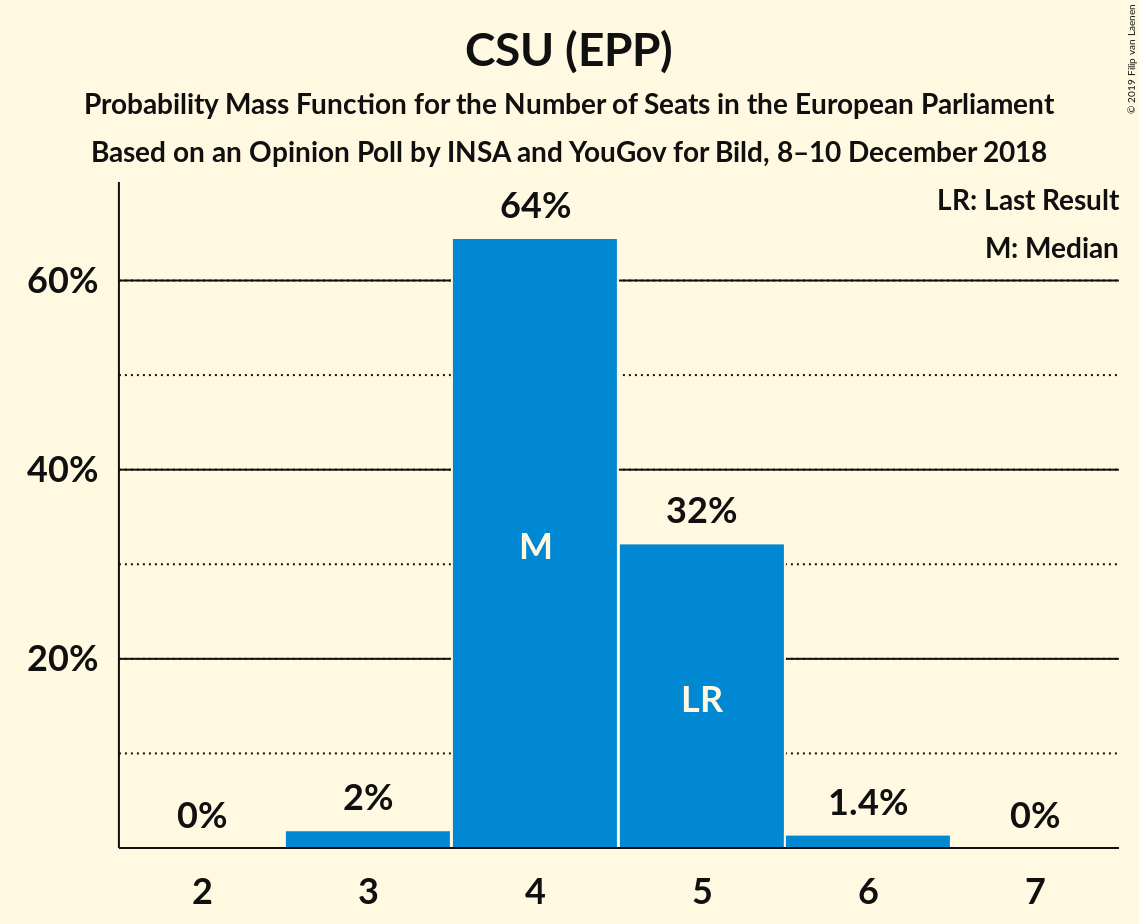 CSU (EPP)
Probability Mass Function for the Number of Seats in the European Parliament
Based on an Opinion Poll by INSA and YouGov for Bild, 8–10 December 2018
© 2019 Filip van Laenen
LR: Last Result
M: Median
64%
60%
40%
32%
M
20%
LR
0%
2%
1.4%
0%
2 3 4 5 6 7